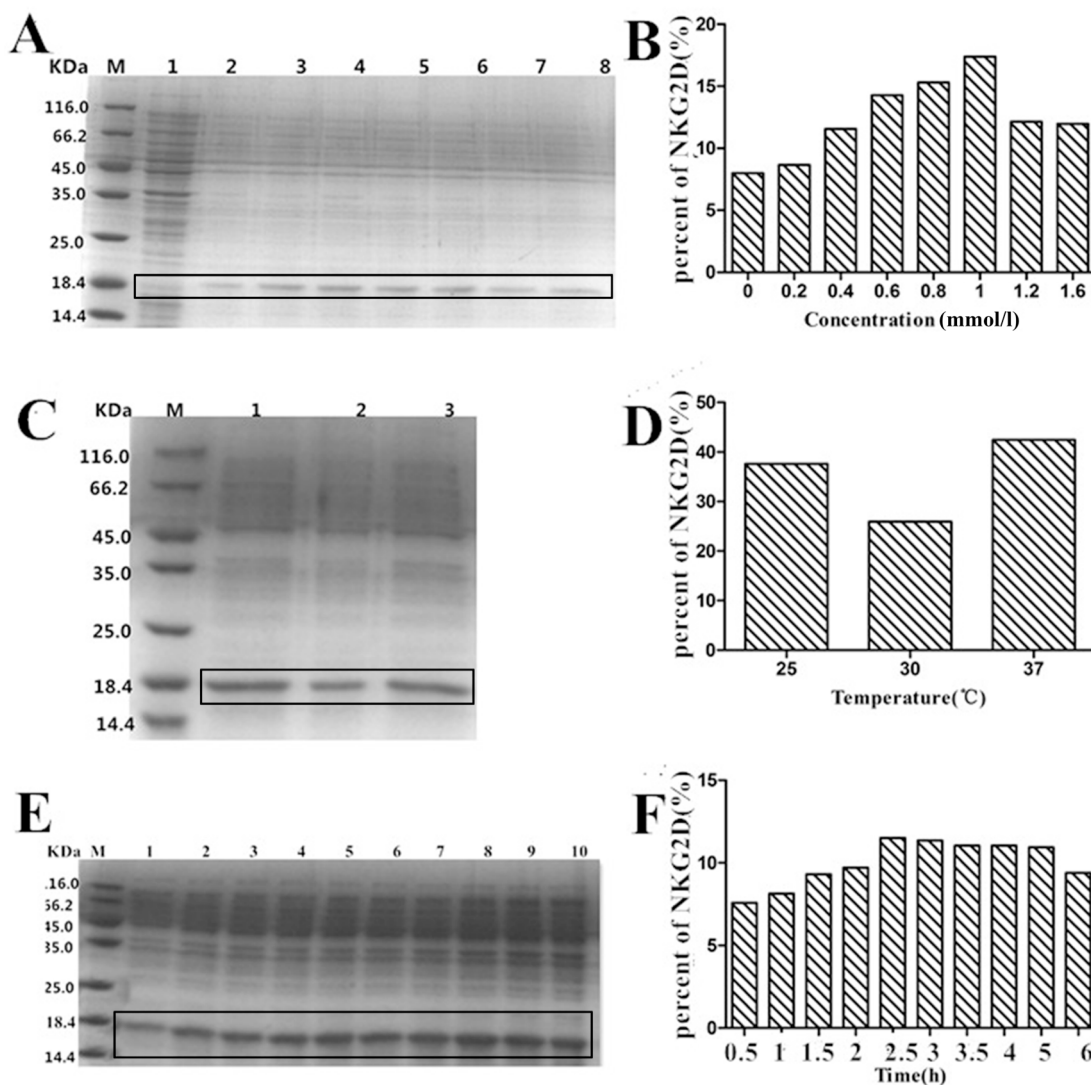 A
KDa M 1 2 3 4 5 6 7 8
116.0
66.2
45.0
35.0
25.0
18.4
14.4
B
percent of NKG2D(%)
20
15
10
5
0
0 0.2 0.4 0.6 0.8 1 1.2 1.6
Concentration (mmol/l)
C
KDa M 1 2 3
116.0
66.2
45.0
35.0
25.0
18.4
14.4
D
percent of NKG2D(%)
50
40
30
20
10
0
25 30 37
Temperature(℃)
E
KDa M 1 2 3 4 5 6 7 8 9 10
.16.0
56.2
45.0
35.0
25.0
18.4
14.4
F
percent of NKG2D(%)
15
10
5
0
0.5 1 1.5 2 2.5 3 3.5 4 5 6
Time(h)